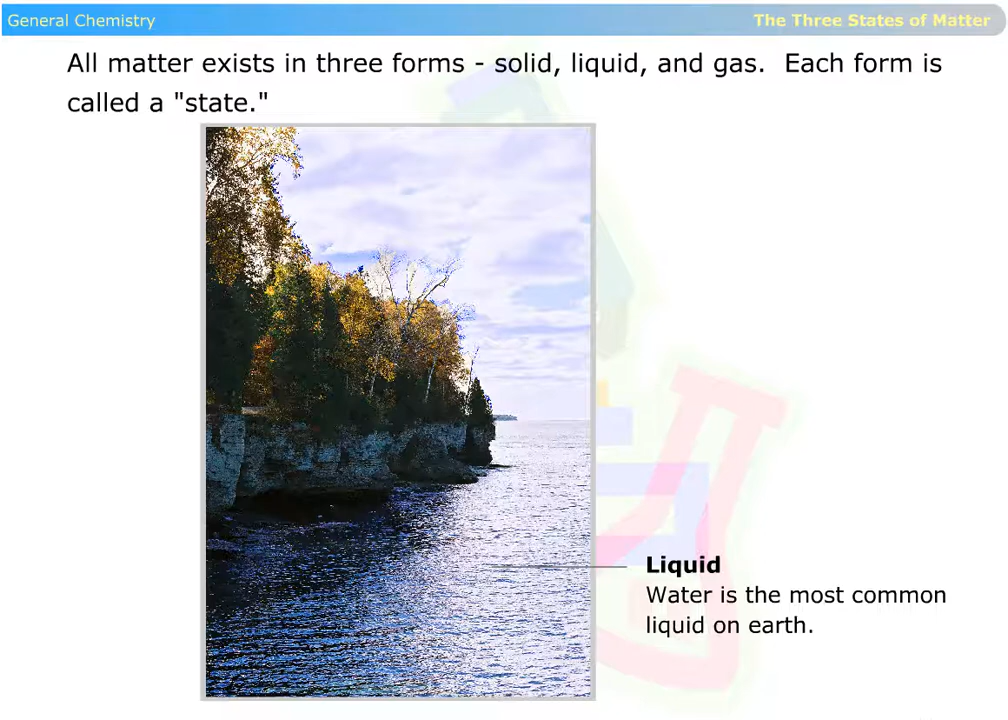 General Chemistry
The Three States of Matter
All matter exists in three forms - solid, liquid, and gas.  Each form is
called a "state."
Liquid
Water is the most common
liquid on earth.